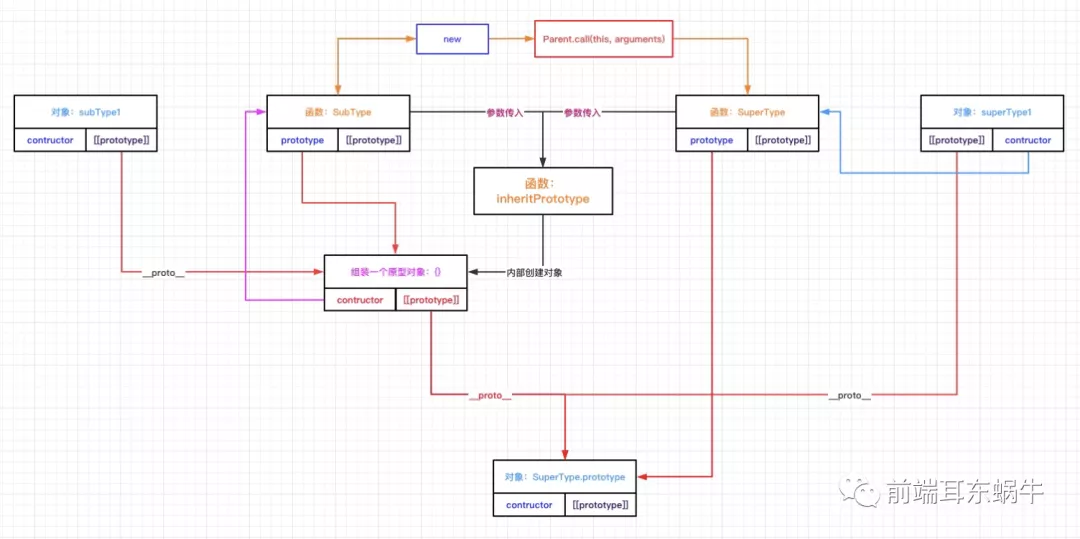 new
Parent.call(this, arguments)
对象：subType1
contructor
[[prototype]]
函数：SubType
prototype
[[prototype]]
参数传入
参数传入
函数：SuperType
prototype
[[prototype]]
对象：superType1
[[prototype]]
contructor
函数：
inheritPrototype
__proto__
组装一个原型对象：{}
contructor
[[prototype]]
内部创建对象
__proto__
__proto__
对象：SuperType.prototype
contructor
[[prototype]]
前端耳东蜗牛